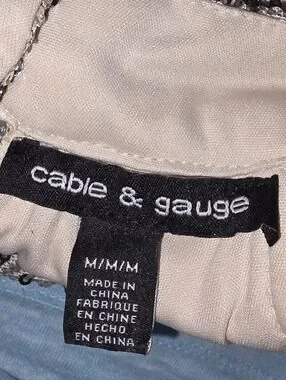 cable & gauge
M/M/M
MADE IN
CHINA
FABRIQUE
EN CHINE
HECHO
EN CHINA